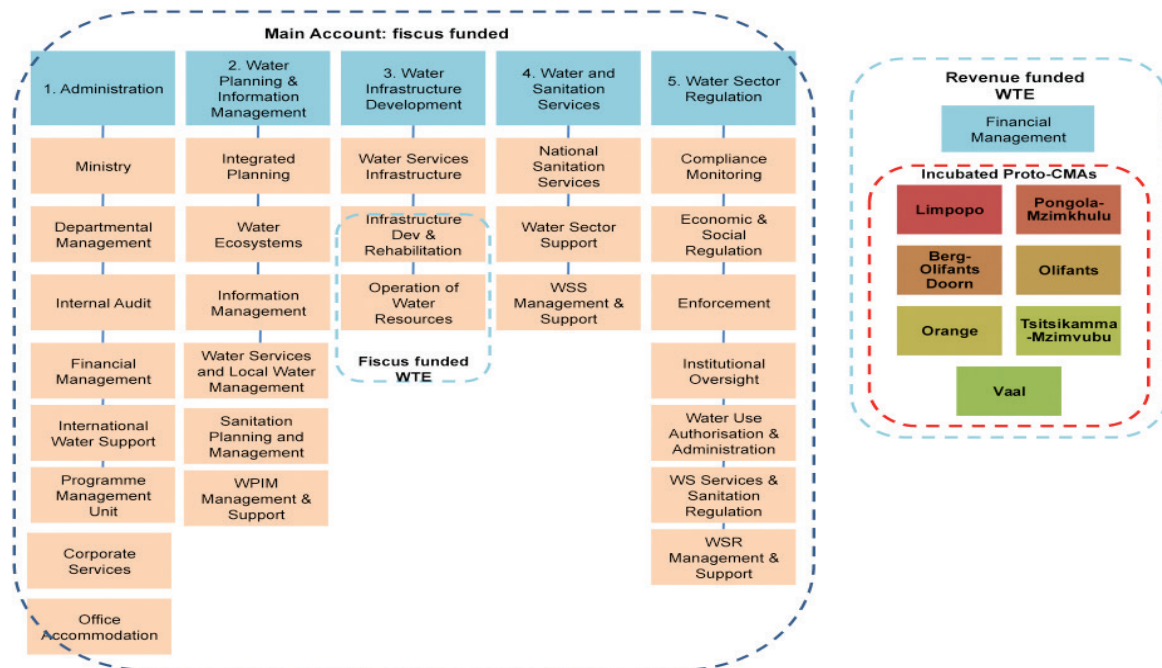 Main Account: fiscus funded
1. Administration
2. Water
Planning &
Information
Management
3. Water
Infrastructure
Development
4. Water and
Sanitation
Services
5. Water Sector
Regulation
Ministry
Departmental
Management
Internal Audit
Financial
Management
International
Water Support
Programme
Management
Unit
Corporate
Services
Office
Accommodation
Integrated
Planning
Water
Ecosystems
Information
Management
Water Services
and Local Water
Management
Sanitation
Planning and
Management
WPIM
Management &
Support
Water Services
Infrastructure
Infrastructure
Dev &
Rehabilitation
Operation of
Water
Resources
Fiscus funded
WTE
National
Sanitation
Services
Water Sector
Support
WSS
Management &
Support
Compliance
Monitoring
Economic &
Social
Regulation
Enforcement
Institutional
Oversight
Water Use
Authorisation &
Administration
WS Services &
Sanitation
Regulation
WSR
Management &
Support
Revenue funded
WTE
Financial
Management
Incubated Proto-CMAs
Limpopo
Pongola-
Mzimkhulu
Berg-
Olifants
Doorn
Olifants
Orange
Tsitsikamma
-Mzimvubu
Vaal